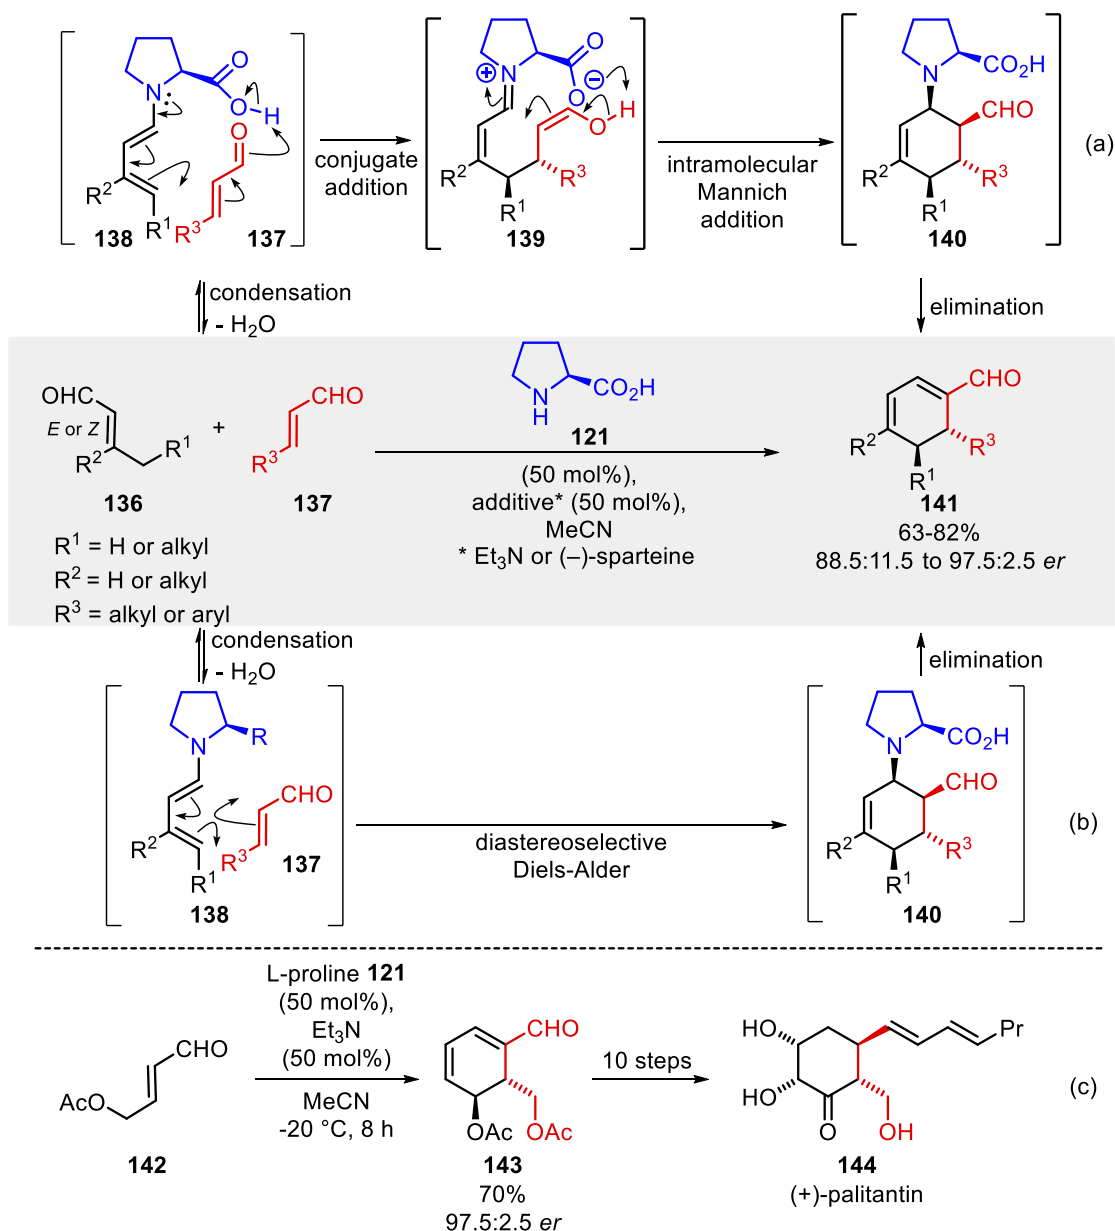 N
O
O
H
O
R²
R¹
R³
138
137
conjugate
addition
N
O
O
H
O
R²
R¹
R³
139
intramolecular
Mannich
addition
N
CO₂H
CHO
R²
R³
R¹
140
(a)
condensation
- H₂O
elimination
OHC
E or Z
R²
R¹
136
+
CHO
R³
137
N
H
CO₂H
121
(50 mol%),
additive* (50 mol%),
MeCN
* Et₃N or (–)-sparteine
CHO
R²
R³
R¹
141
63-82%
88.5:11.5 to 97.5:2.5 er
R¹ = H or alkyl
R² = H or alkyl
R³ = alkyl or aryl
condensation
- H₂O
elimination
N
R
R²
R¹
138
CHO
R³
137
diastereoselective
Diels-Alder
N
CO₂H
CHO
R²
R³
R¹
140
(b)
CHO
AcO
142
L-proline 121
(50 mol%),
Et₃N
(50 mol%)
MeCN
-20 °C, 8 h
CHO
OAc
OAc
143
70%
97.5:2.5 er
10 steps
HO
HO
O
OH
Pr
144
(+)-palitantin
(c)